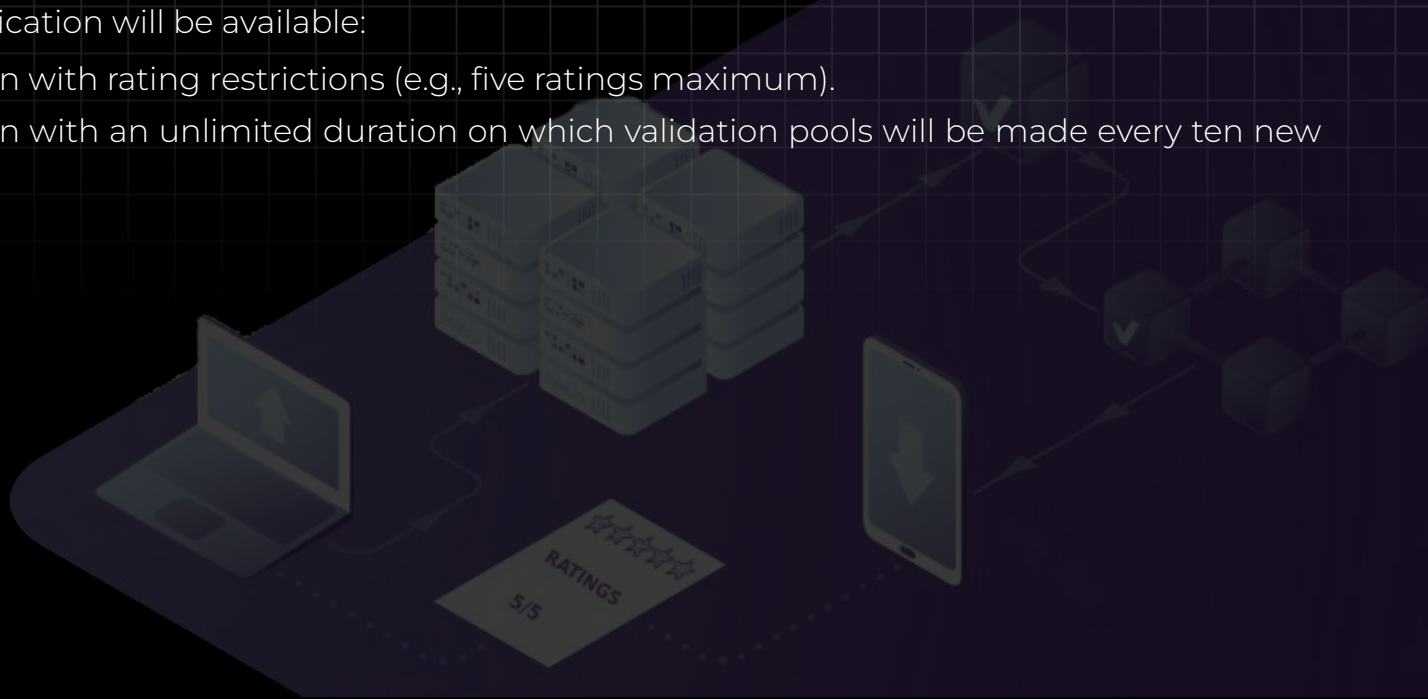 ication will be available:
n with rating restrictions (e.g., five ratings maximum).
n with an unlimited duration on which validation pools will be made every ten new
RATINGS
5/5